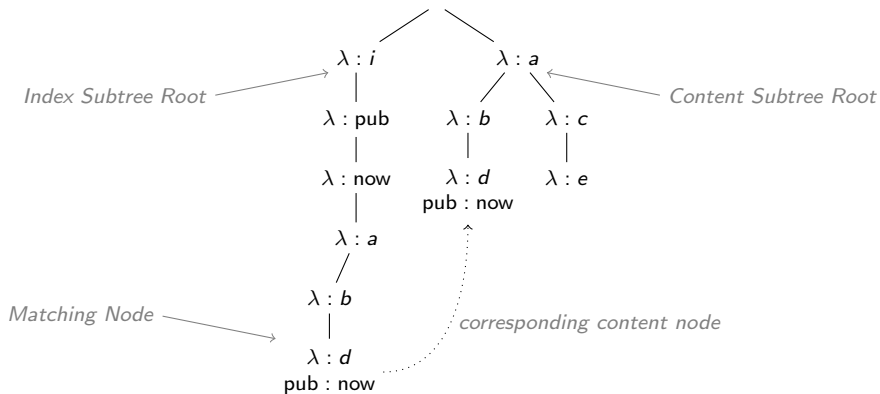 λ : i
λ : a
Index Subtree Root
Content Subtree Root
λ : pub
λ : b
λ : c
λ : now
λ : d
pub : now
λ : e
λ : a
λ : b
Matching Node
corresponding content node
λ : d
pub : now